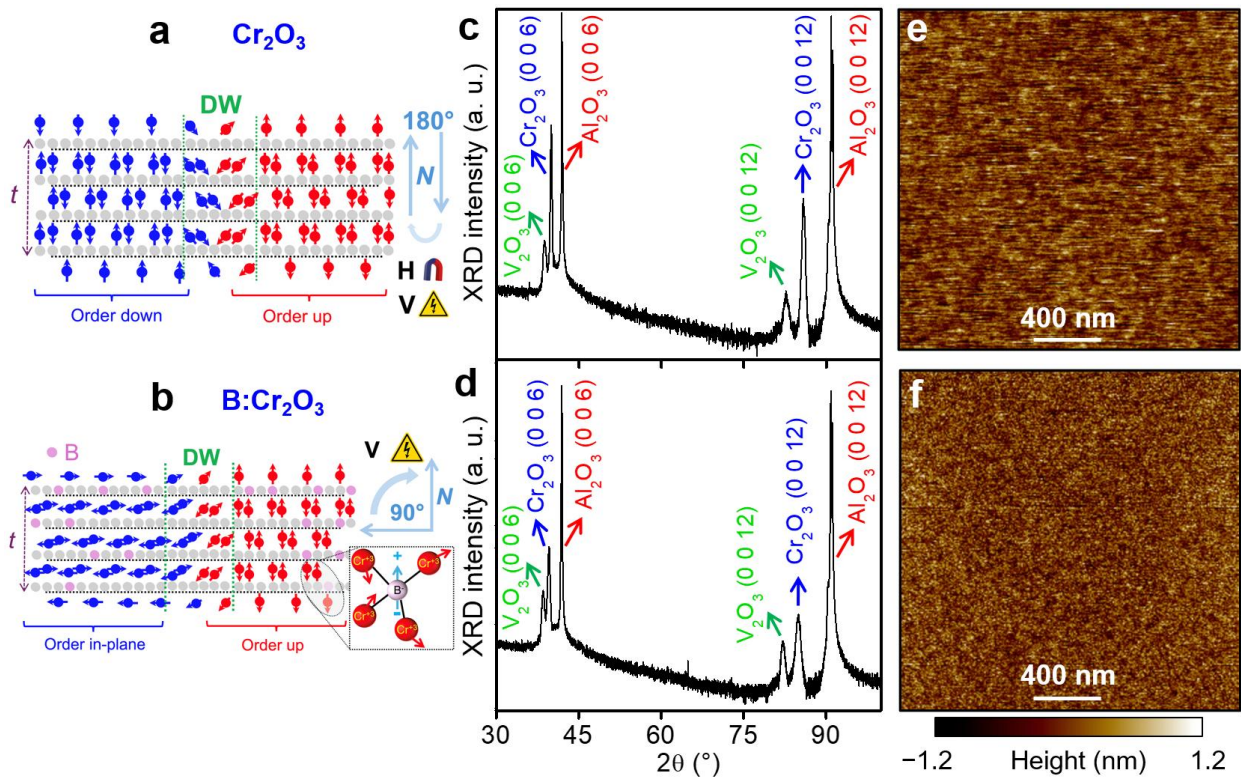 a
Cr₂O₃
DW
180°
N
t
H
V
Order down
Order up
b
B:Cr₂O₃
B
DW
V
N
90°
t
Cr⁺³
Cr⁺³
B
+
-
Cr⁺³
Cr⁺³
Order in-plane
Order up
c
XRD intensity (a. u.)
V₂O₃ (0 0 6)
Cr₂O₃ (0 0 6)
Al₂O₃ (0 0 6)
V₂O₃ (0 0 12)
Cr₂O₃ (0 0 12)
Al₂O₃ (0 0 12)
d
XRD intensity (a. u.)
V₂O₃ (0 0 6)
Cr₂O₃ (0 0 6)
Al₂O₃ (0 0 6)
V₂O₃ (0 0 12)
Cr₂O₃ (0 0 12)
Al₂O₃ (0 0 12)
30 45 60 75 90
2θ (°)
e
400 nm
f
400 nm
−1.2 Height (nm) 1.2